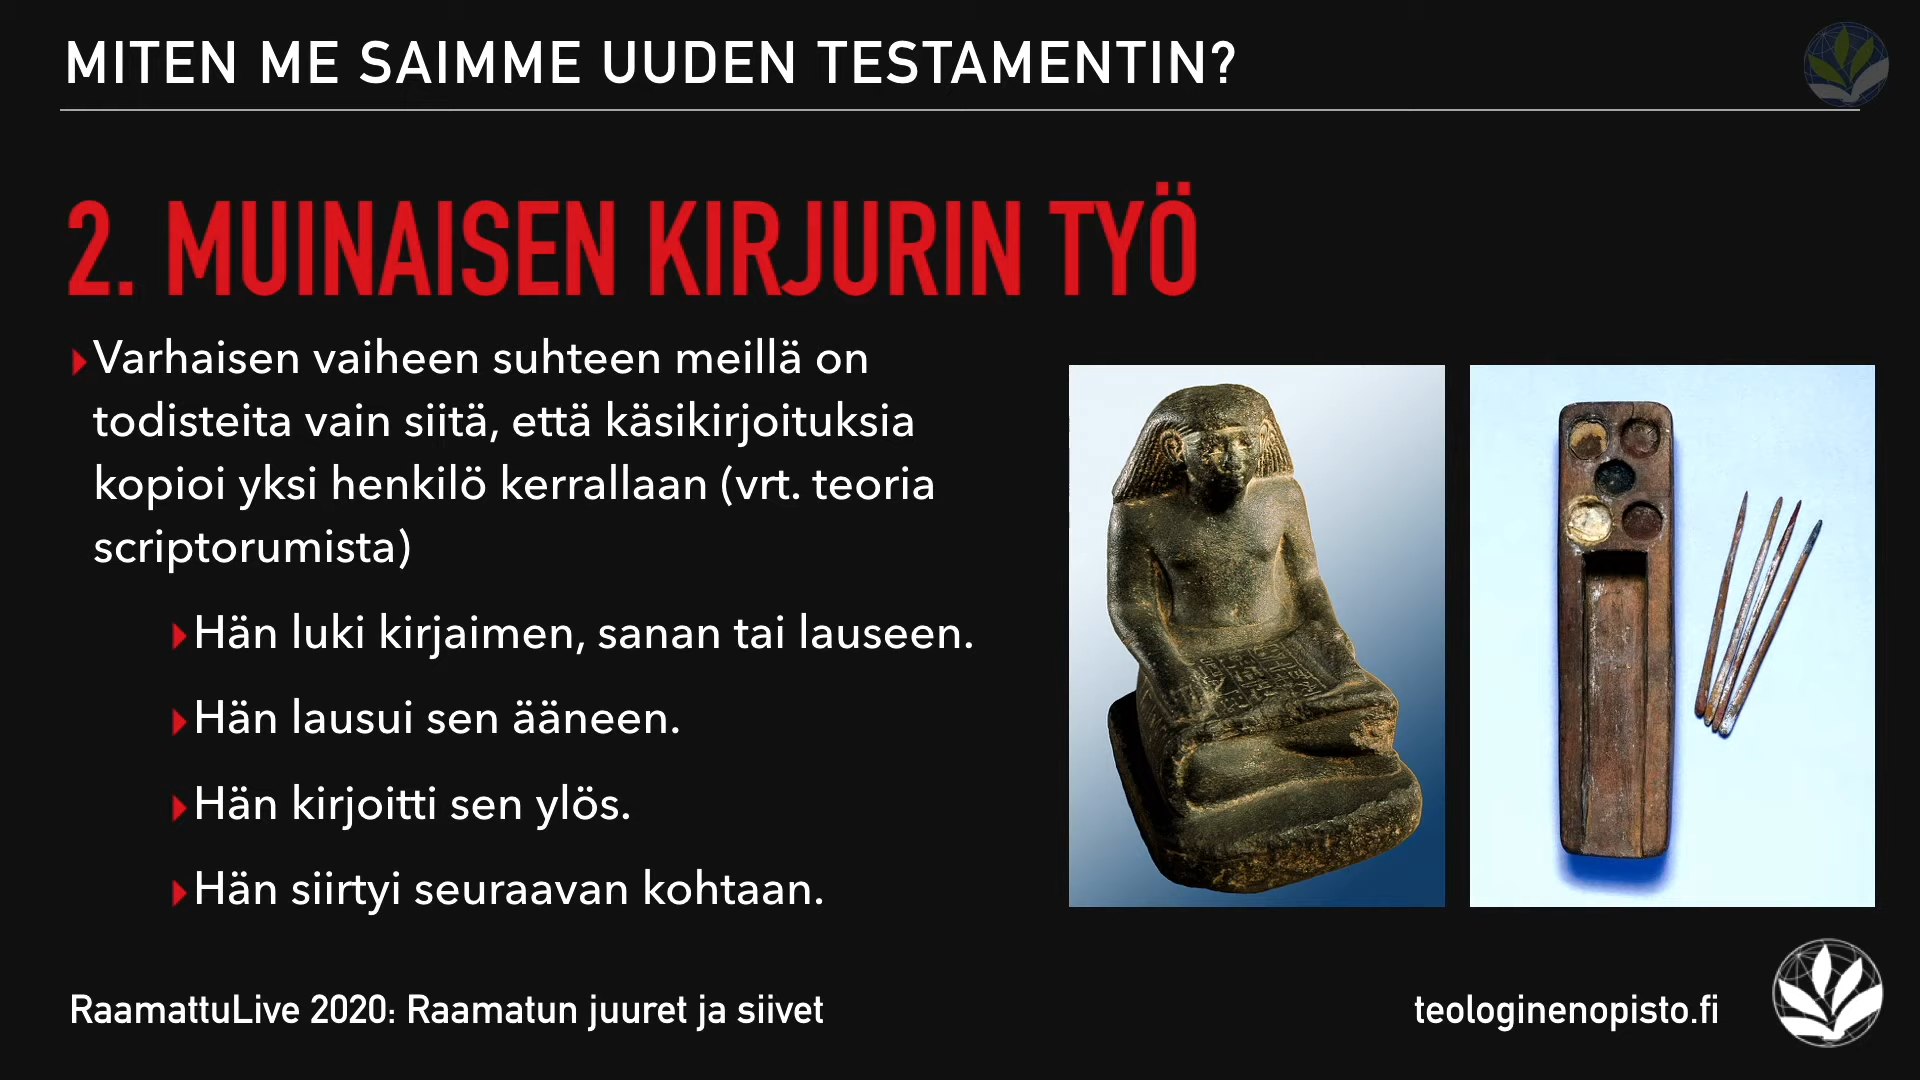 MITEN ME SAIMME UUDEN TESTAMENTIN?
2. MUINAISEN KIRJURIN TYÖ
Varhaisen vaiheen suhteen meillä on
todisteita vain siitä, että käsikirjoituksia
kopioi yksi henkilö kerrallaan (vrt. teoria
scriptorumista)
Hän luki kirjaimen, sanan tai lauseen.
Hän lausui sen ääneen.
Hän kirjoitti sen ylös.
Hän siirtyi seuraavan kohtaan.
RaamattuLive 2020: Raamatun juuret ja siivet
teologinenopisto.fi